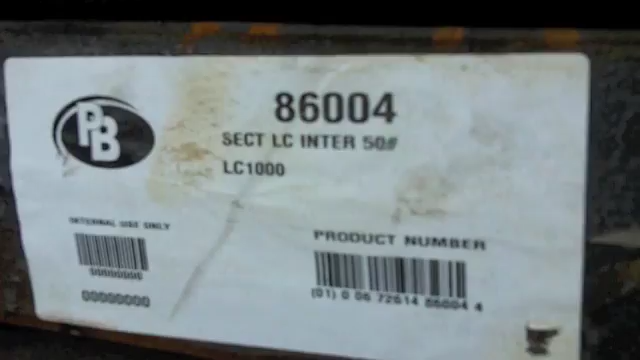 PB
86004
SECT LC INTER 50#
LC1000
INTERNAL USE ONLY
00000000
00000000
PRODUCT NUMBER
(01) 0 06 72614 86004 4